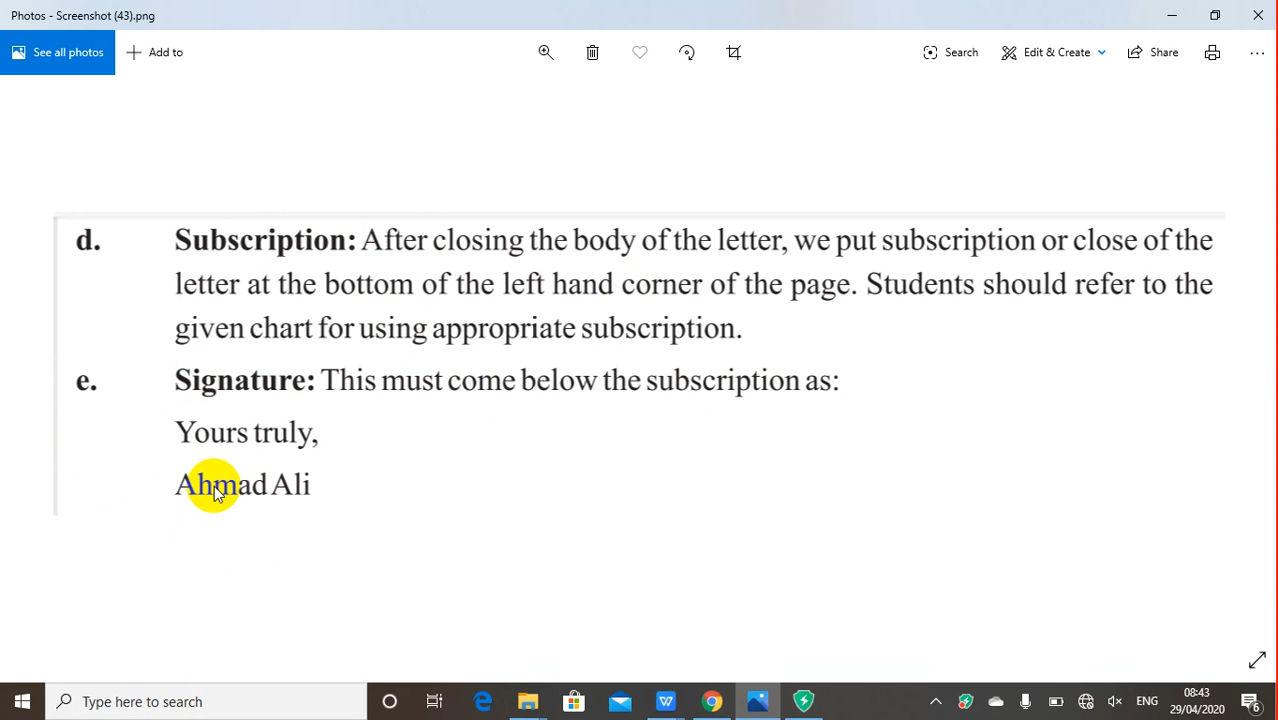 Photos - Screenshot (43).png
See all photos
Add to
Search
Edit & Create
Share
d. Subscription: After closing the body of the letter, we put subscription or close of the
letter at the bottom of the left hand corner of the page. Students should refer to the
given chart for using appropriate subscription.
e. Signature: This must come below the subscription as:
Yours truly,
Ahmad Ali
Type here to search
ENG
08:43
29/04/2020
6